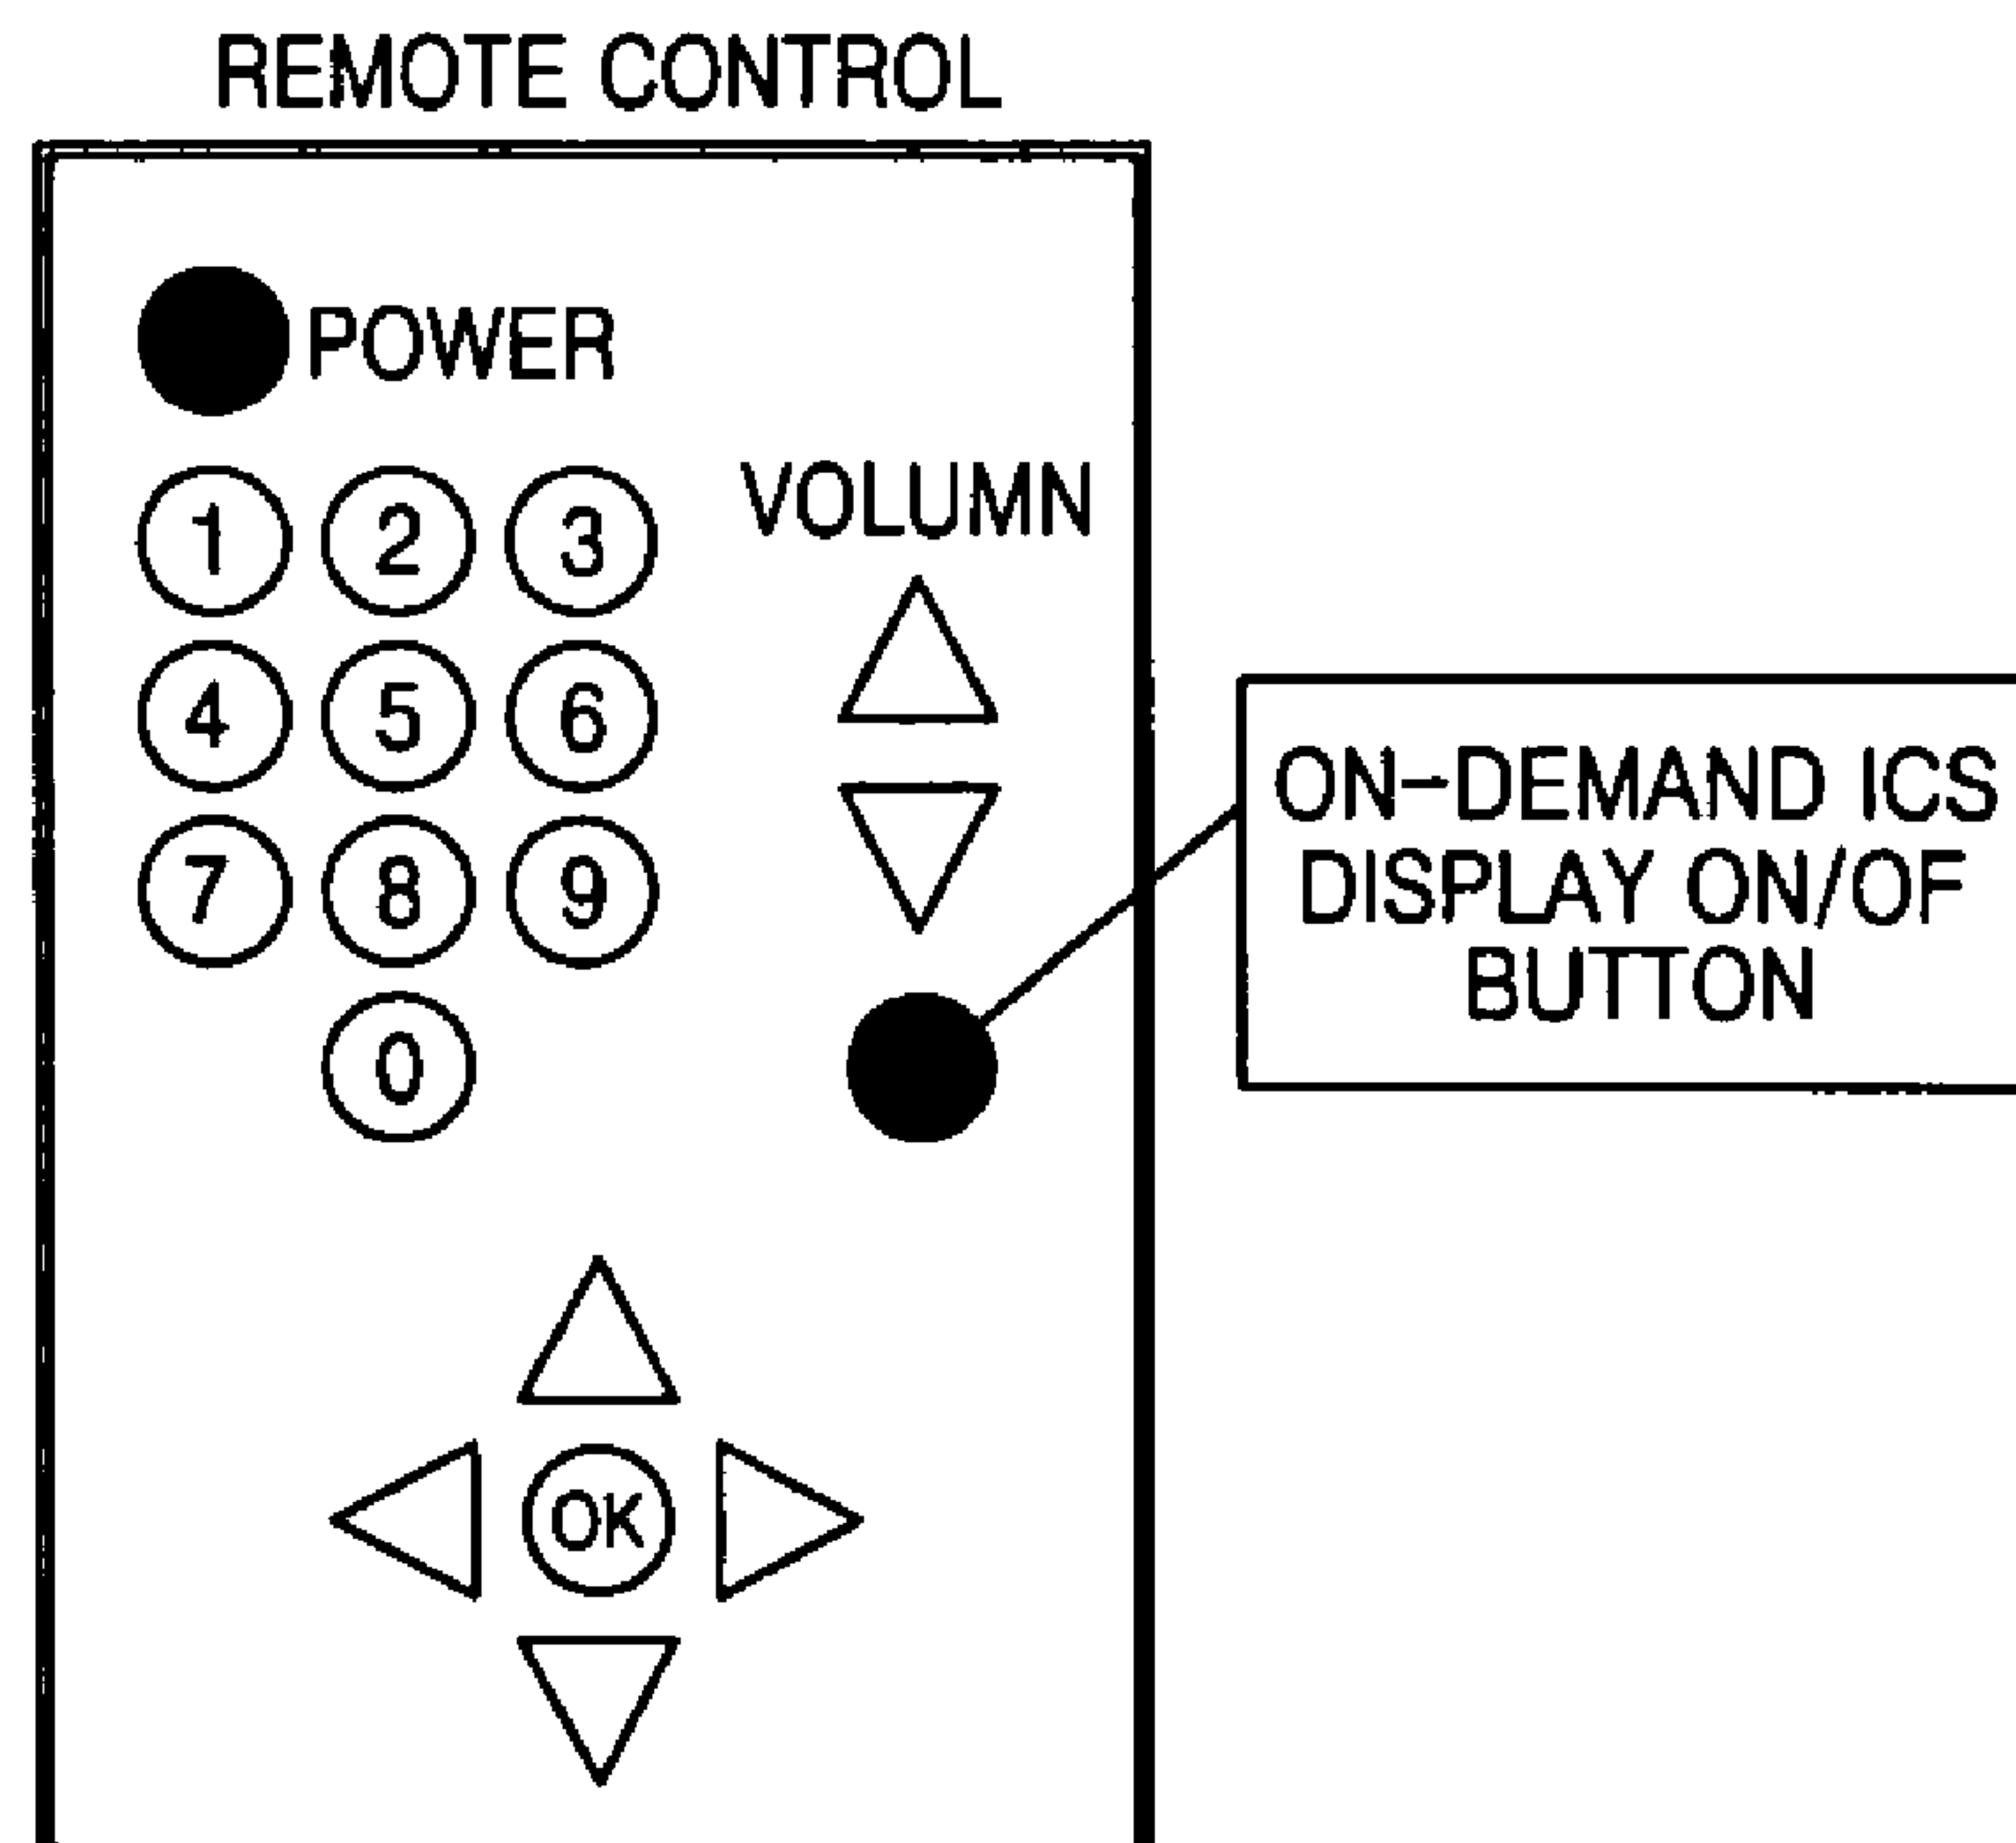 REMOTE CONTROL
POWER
VOLUMN
1 2 3
4 5 6
7 8 9
0
ON-DEMAND ICS
DISPLAY ON/OF
BUTTON
OK